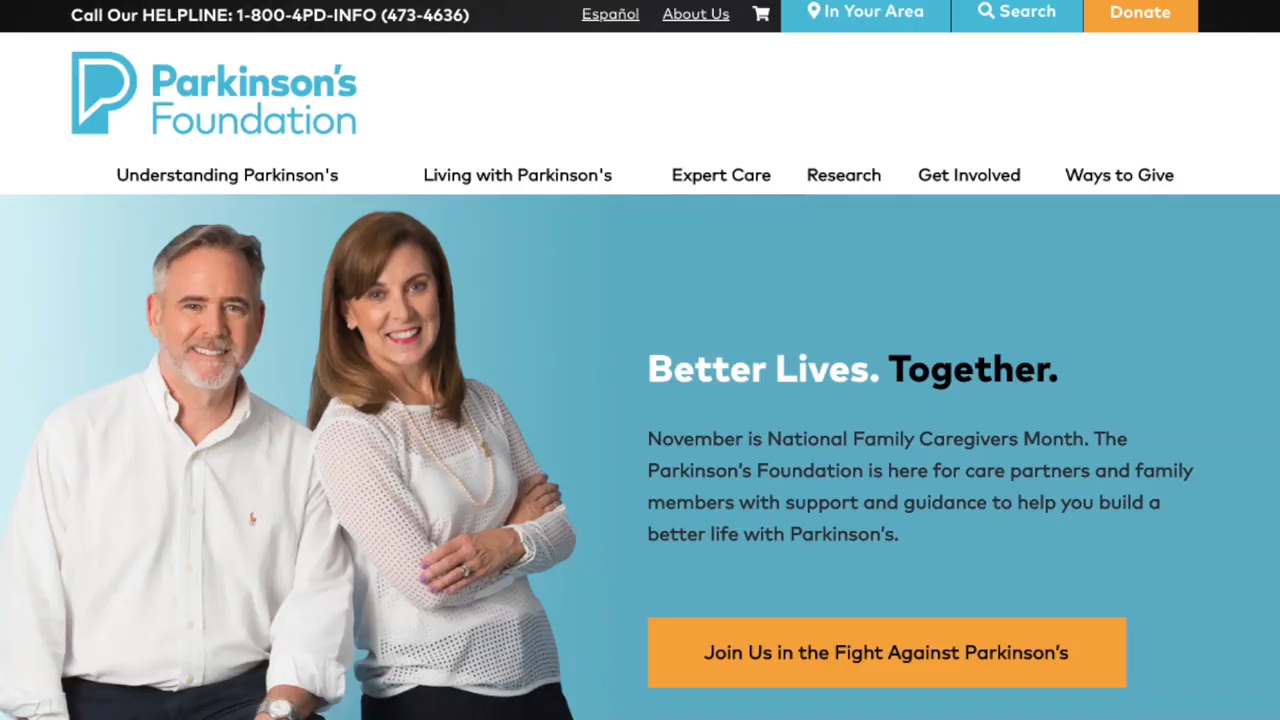 Call Our HELPLINE: 1-800-4PD-INFO (473-4636)
Español
About Us
In Your Area
Search
Donate
Parkinson's
Foundation
Understanding Parkinson's
Living with Parkinson's
Expert Care
Research
Get Involved
Ways to Give
Better Lives. Together.
November is National Family Caregivers Month. The
Parkinson’s Foundation is here for care partners and family
members with support and guidance to help you build a
better life with Parkinson’s.
Join Us in the Fight Against Parkinson’s